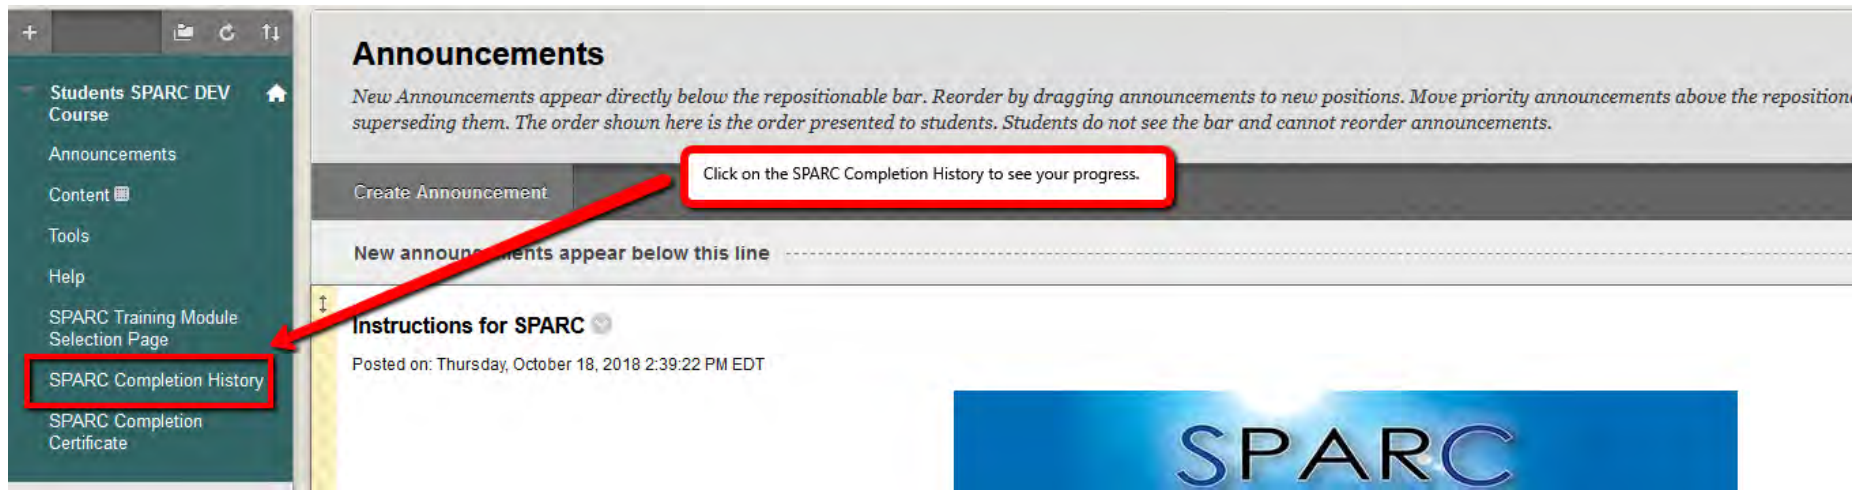 Students SPARC DEV
Course
Announcements
Content
Tools
Help
SPARC Training Module
Selection Page
SPARC Completion History
SPARC Completion
Certificate
Announcements
New Announcements appear directly below the repositionable bar. Reorder by dragging announcements to new positions. Move priority announcements above the reposition
superseding them. The order shown here is the order presented to students. Students do not see the bar and cannot reorder announcements.
Click on the SPARC Completion History to see your progress.
Create Announcement
New announcements appear below this line
Instructions for SPARC
Posted on: Thursday, October 18, 2018 2:39:22 PM EDT
SPARC